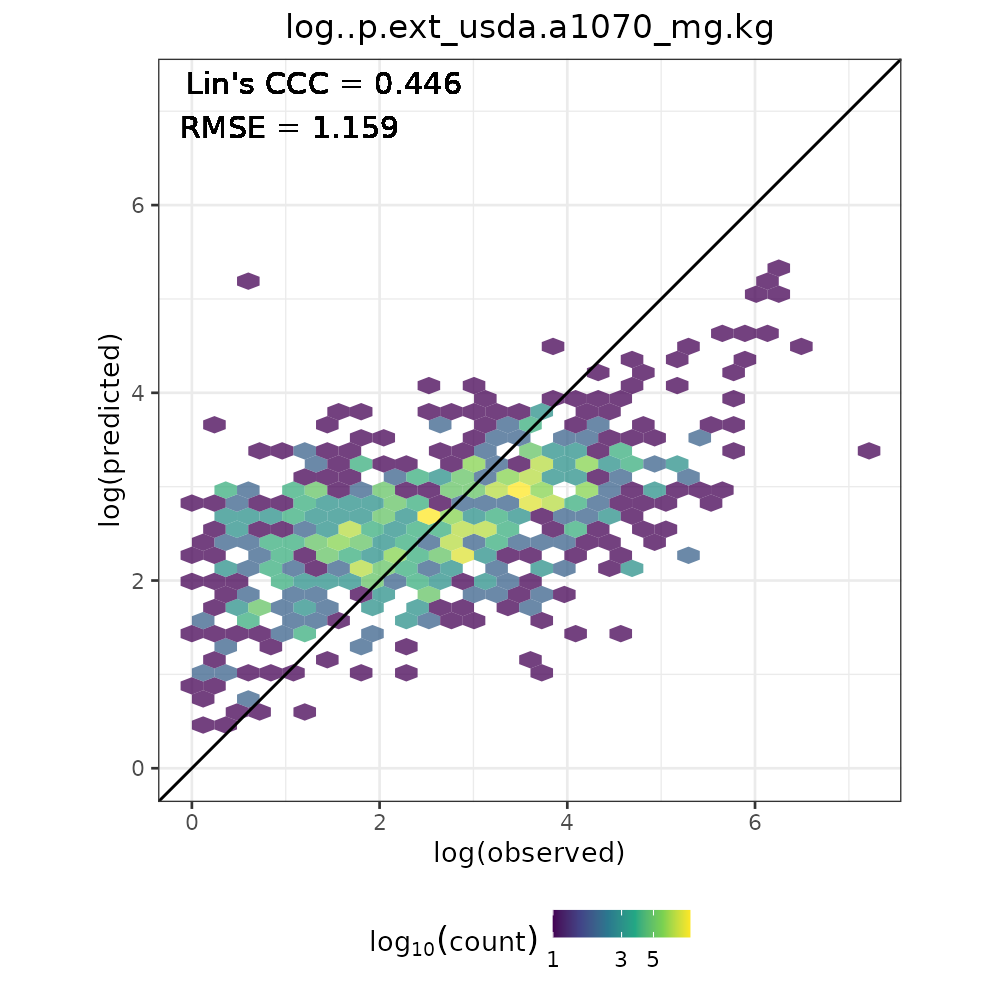 log..p.ext_usda.a1070_mg.kg
Lin's CCC = 0.446
RMSE = 1.159
log(predicted)
6
4
2
0
0 2 4 6
log(observed)
log10(count)
1 3 5